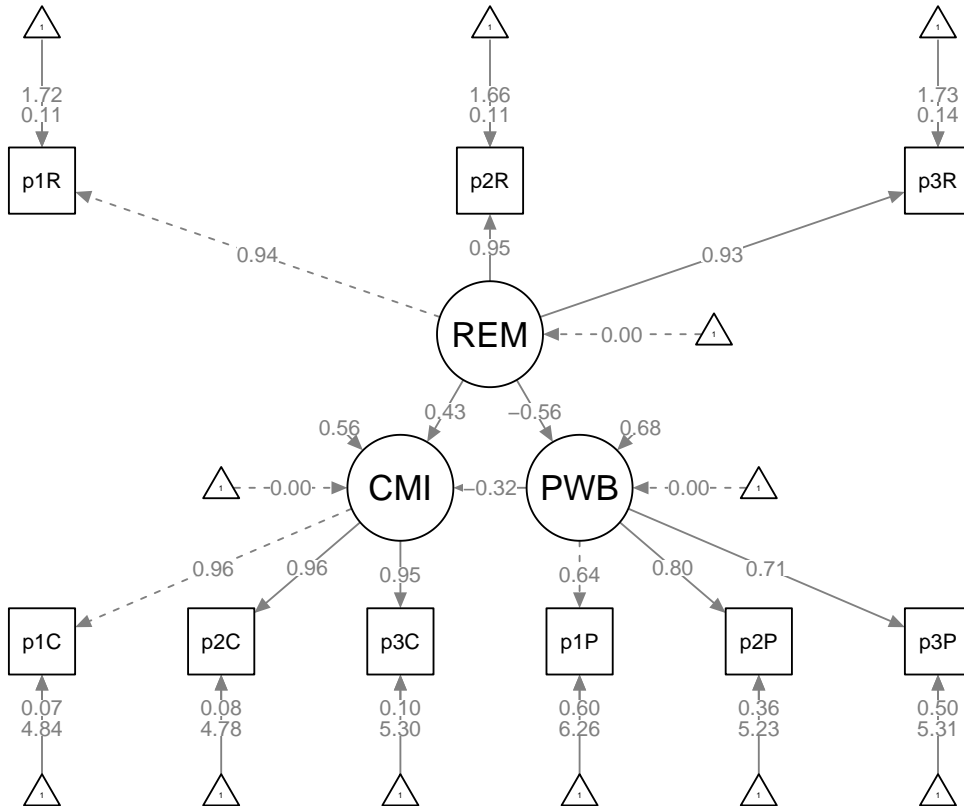 1 1 1
1.72 1.66 1.73
0.11 0.11 0.14
p1R p2R p3R
0.94 0.95 0.93
REM 0.00 1
0.43 −0.56
0.56 0.68
1 −0.00 CMI −0.32 PWB −0.00 1
0.96 0.96 0.95 0.64 0.80 0.71
p1C p2C p3C p1P p2P p3P
0.07 0.08 0.10 0.60 0.36 0.50
4.84 4.78 5.30 6.26 5.23 5.31
1 1 1 1 1 1